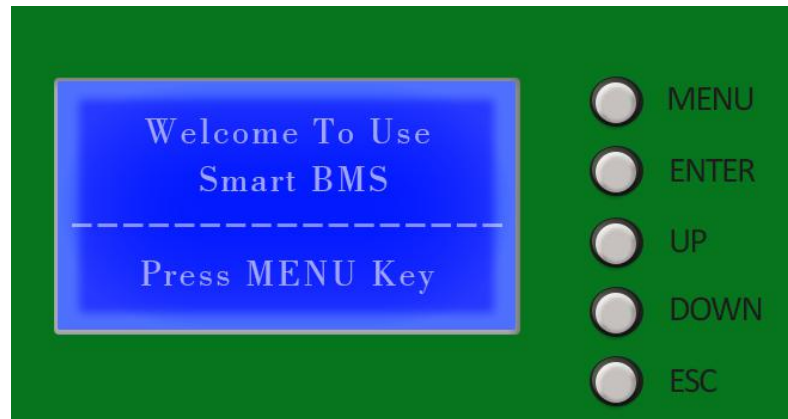 Welcome To Use
Smart BMS
Press MENU Key
MENU
ENTER
UP
DOWN
ESC